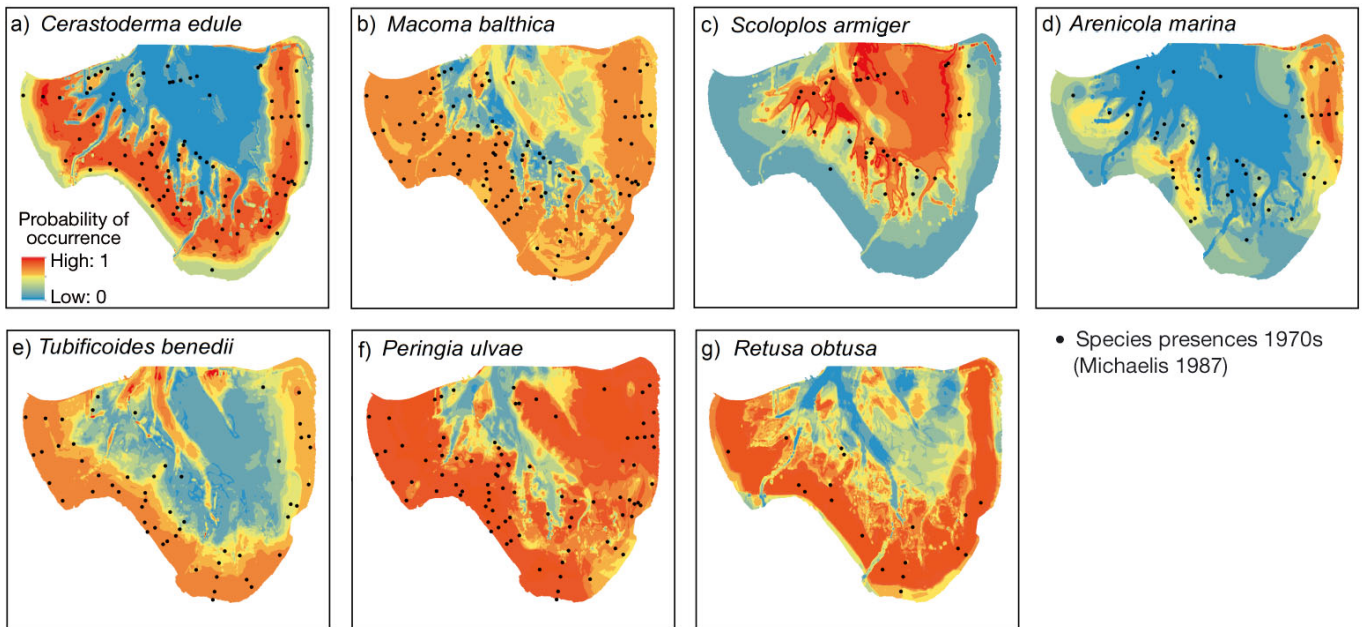 a) Cerastoderma edule
b) Macoma balthica
c) Scoloplos armiger
d) Arenicola marina
Probability of
occurrence
High: 1
Low: 0
e) Tubificoides benedii
f) Peringia ulvae
g) Retusa obtusa
• Species presences 1970s
(Michaelis 1987)